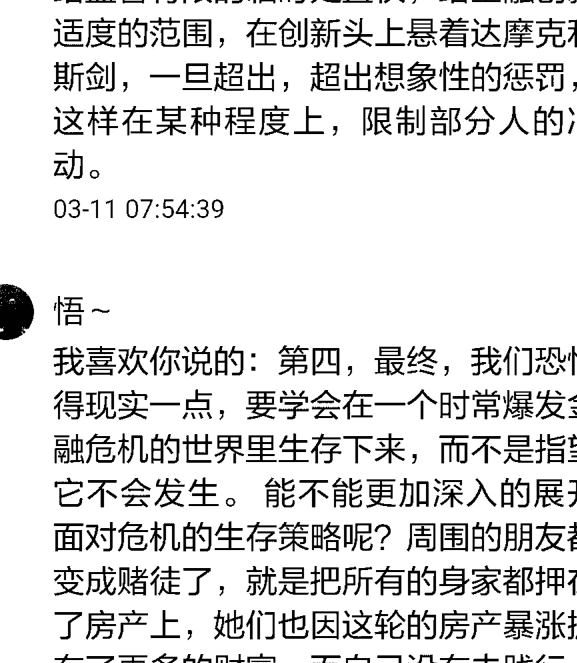 适度的范围，在创新头上悬着达摩克
斯剑，一旦超出，超出想象性的惩罚，
这样在某种程度上，限制部分人的
动。
03-11 07:54:39
悟~
我喜欢你说的：第四，最终，我们恐
得现实一点，要学会在一个时常爆发金
融危机的世界里生存下来，而不是指望
它不会发生。 能不能更加深入的展开
面对危机的生存策略呢？周围的朋友都
变成赌徒了，就是把所有的身家都押在
了房产上，她们也因这轮的房产暴涨